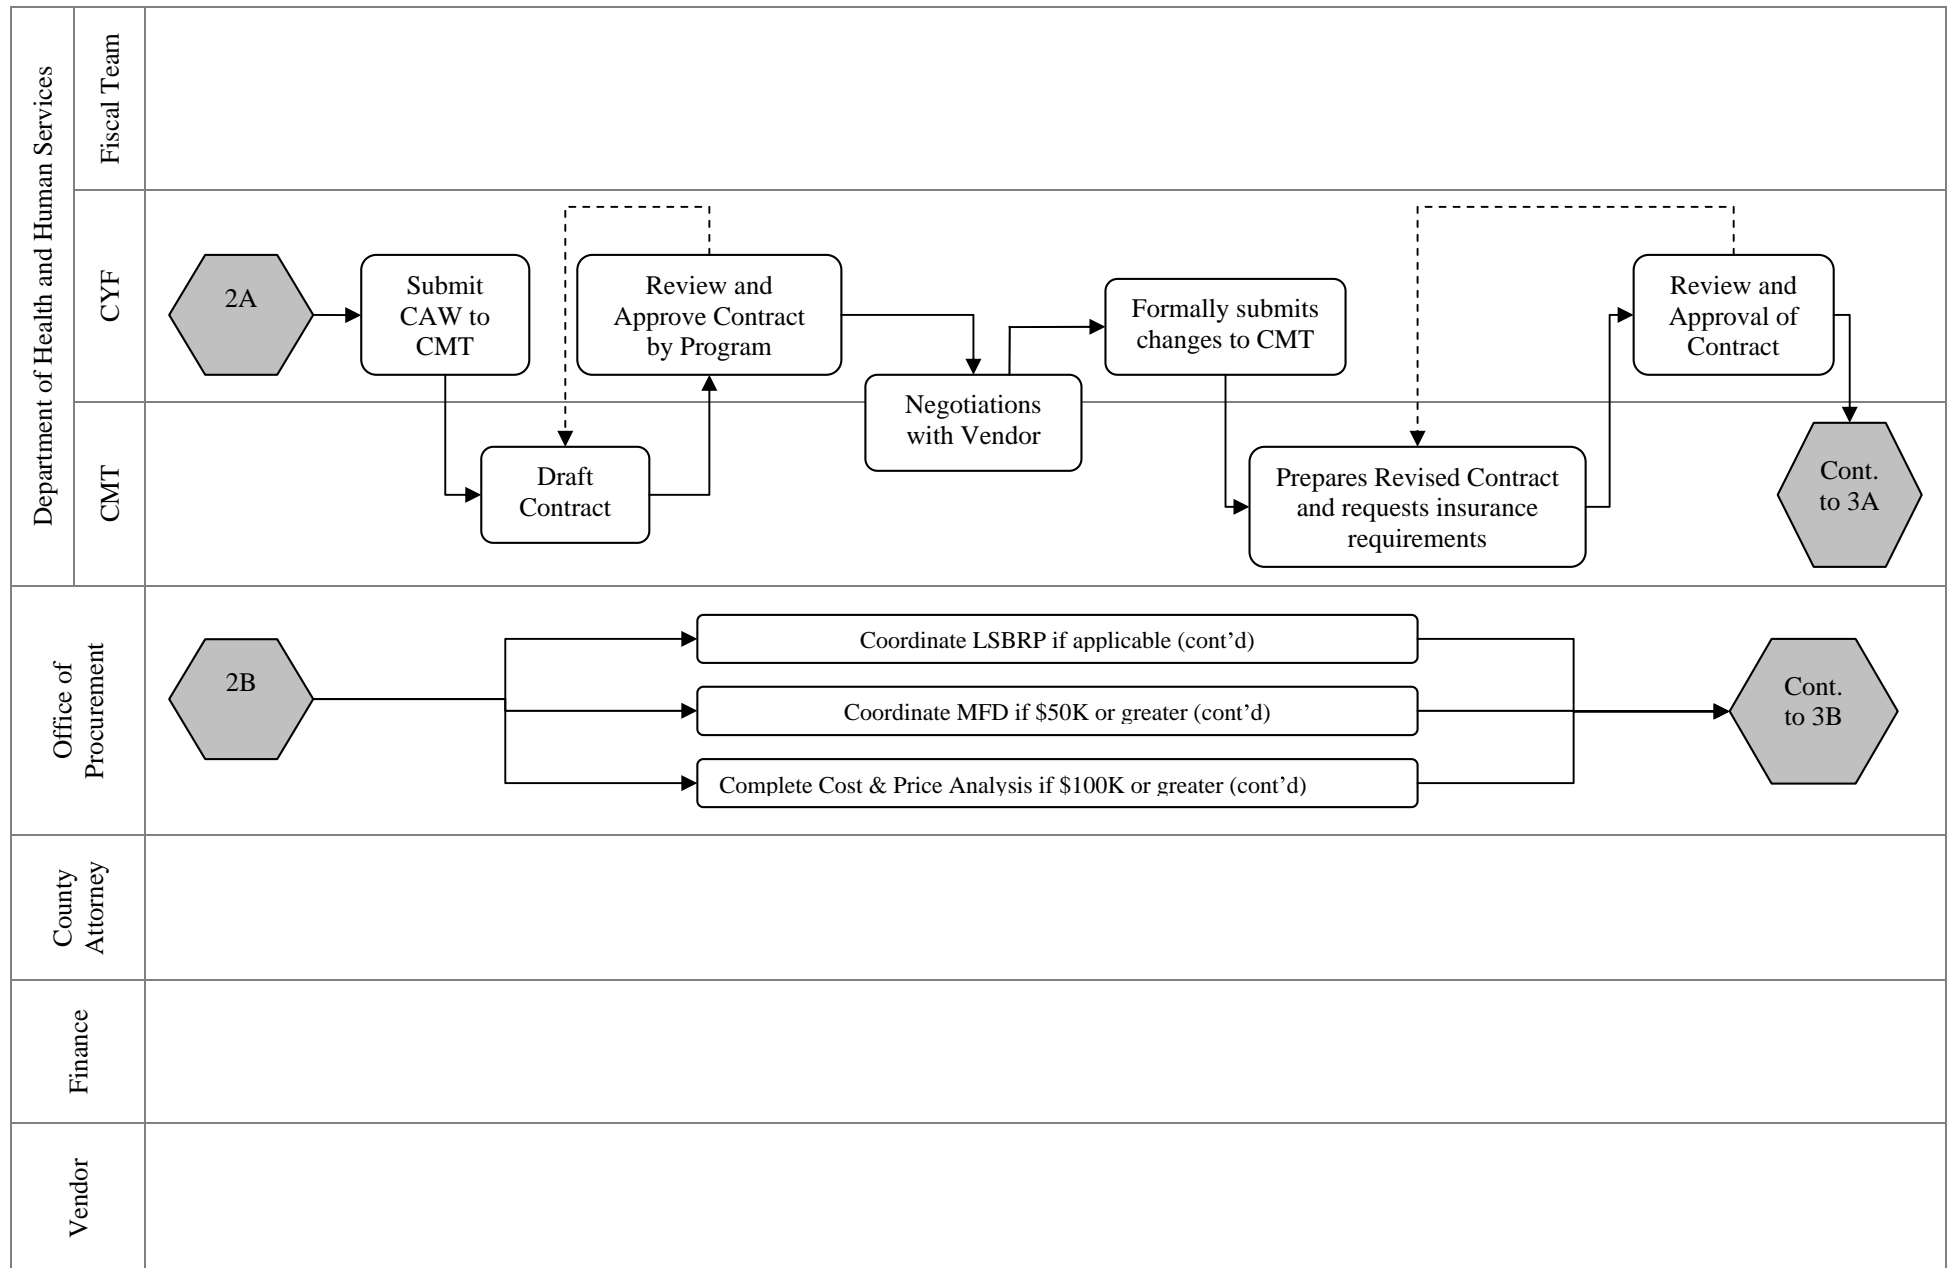 Department of Health and Human Services
Fiscal Team
CYF
2A
Submit
CAW to
CMT
Review and
Approve Contract
by Program
Formally submits
changes to CMT
Review and
Approval of
Contract
Negotiations
with Vendor
CMT
Draft
Contract
Prepares Revised Contract
and requests insurance
requirements
Cont.
to 3A
Office of
Procurement
2B
Coordinate LSBRP if applicable (cont’d)
Coordinate MFD if $50K or greater (cont’d)
Complete Cost & Price Analysis if $100K or greater (cont’d)
Cont.
to 3B
County
Attorney
Finance
Vendor